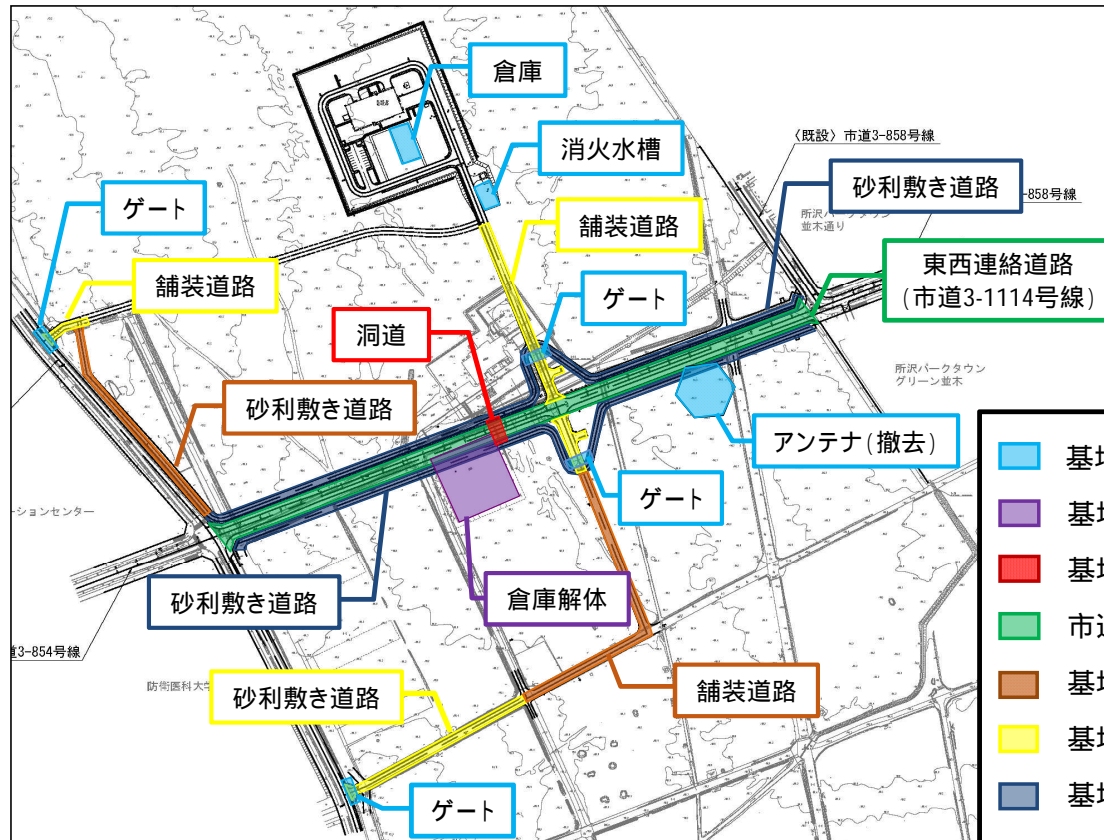 倉庫
〈既設〉市道3-858号線
消火水槽
砂利敷き道路
-858号線
ゲート
舗装道路
所沢パークタウン
並木通り
東西連絡道路
(市道3-1114号線)
舗装道路
ゲート
洞道
所沢パークタウン
グリーン並木
砂利敷き道路
アンテナ(撤去)
ゲート
ーションセンター
砂利敷き道路
倉庫解体
道3-854号線
防衛医科大学
砂利敷き道路
舗装道路
ゲート
基地
基地
基地
市道
基地
基地
基地